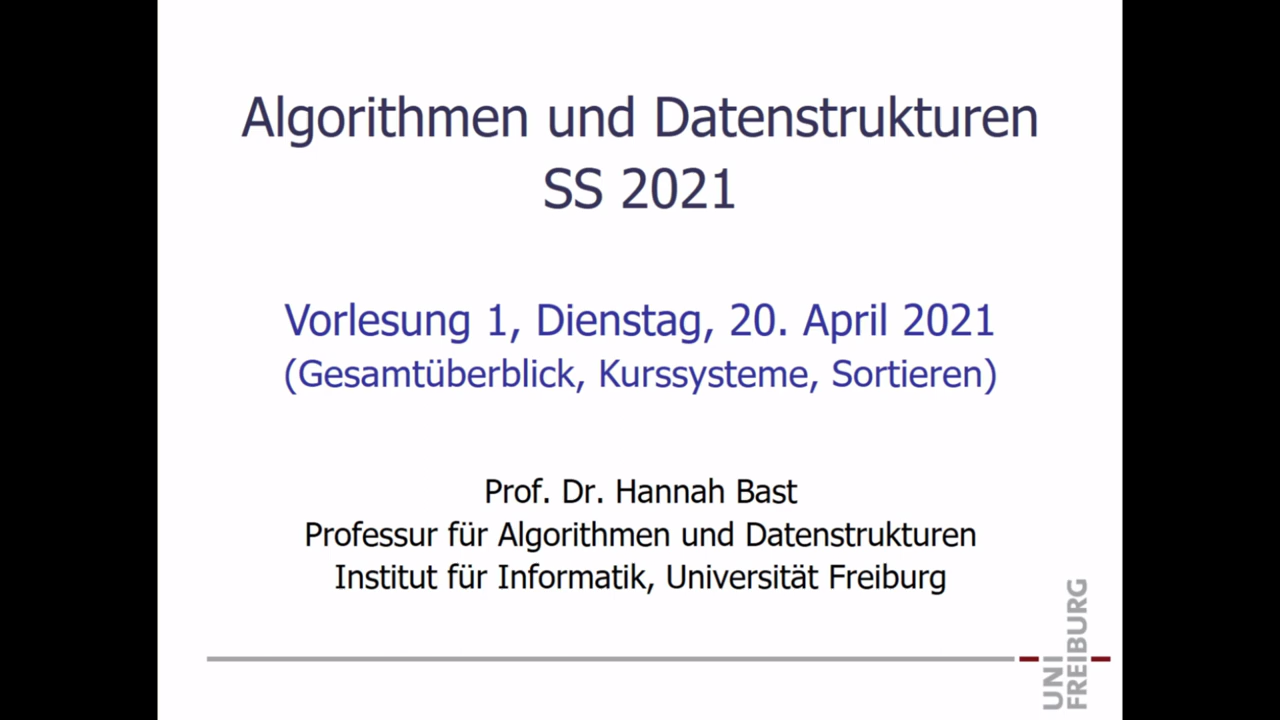 Algorithmen und Datenstrukturen
SS 2021
Vorlesung 1, Dienstag, 20. April 2021
(Gesamtüberblick, Kurssysteme, Sortieren)
Prof. Dr. Hannah Bast
Professur für Algorithmen und Datenstrukturen
Institut für Informatik, Universität Freiburg
UNI
FREIBURG